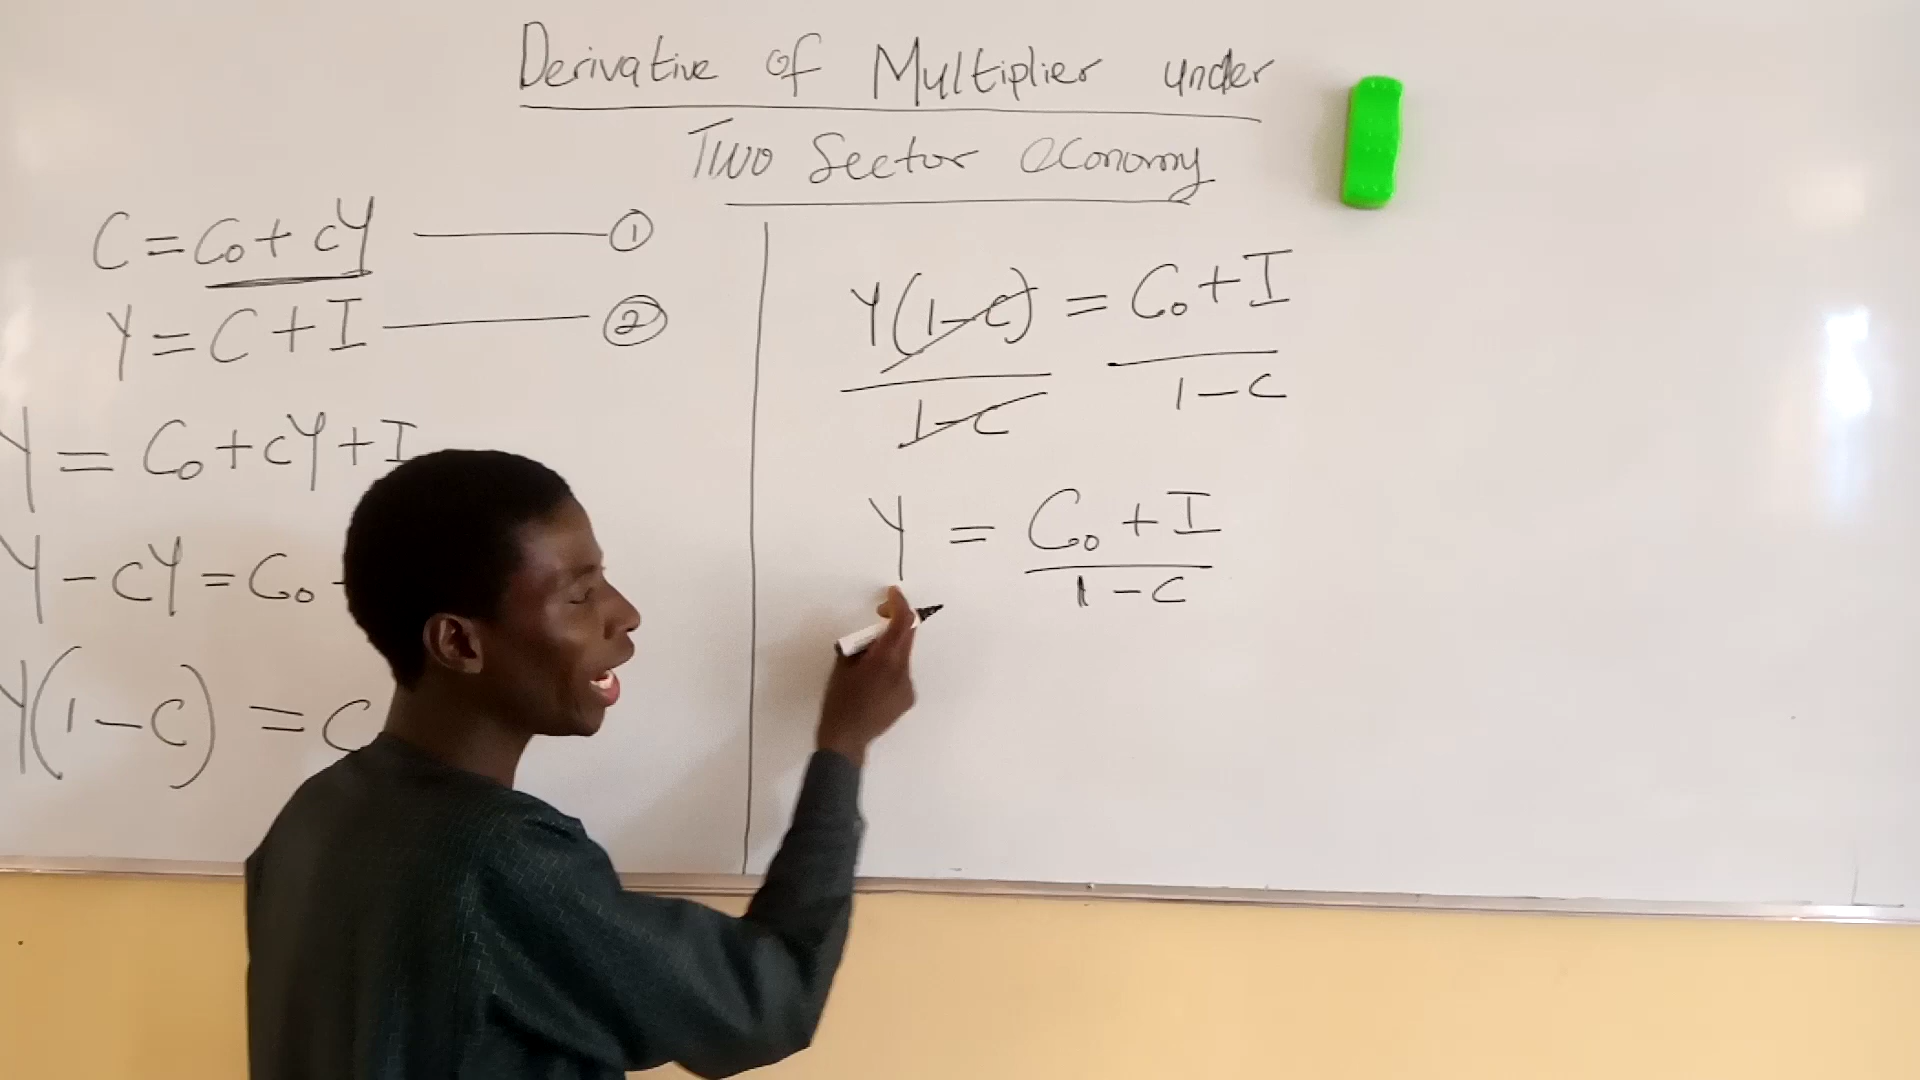 Derivative of Multiplier under
Two Sector economy
C = C₀ + cY ——— ①
Y = C + I ——— ②
Y = C₀ + cY + I
Y - cY = C₀
Y(1 - C) = C
Y(1 - C) / 1 - C = C₀ + I / 1 - C
Y = C₀ + I / 1 - C